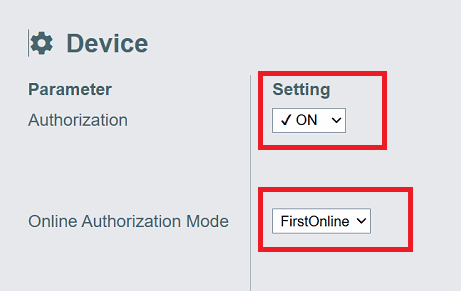 Device
Parameter Setting
Authorization ✓ ON
Online Authorization Mode FirstOnline